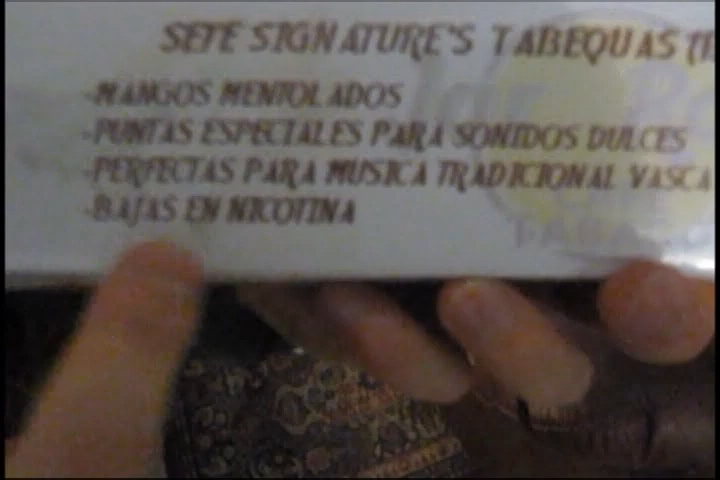 SETE SIGNATURE'S TABEQUAS
-MANGOS MENTOLADOS
-PUNTAS ESPECIALES PARA SONIDOS DULCES
-PERFECTAS PARA MUSICA TRADICIONAL VASCA
-BAJAS EN NICOTINA